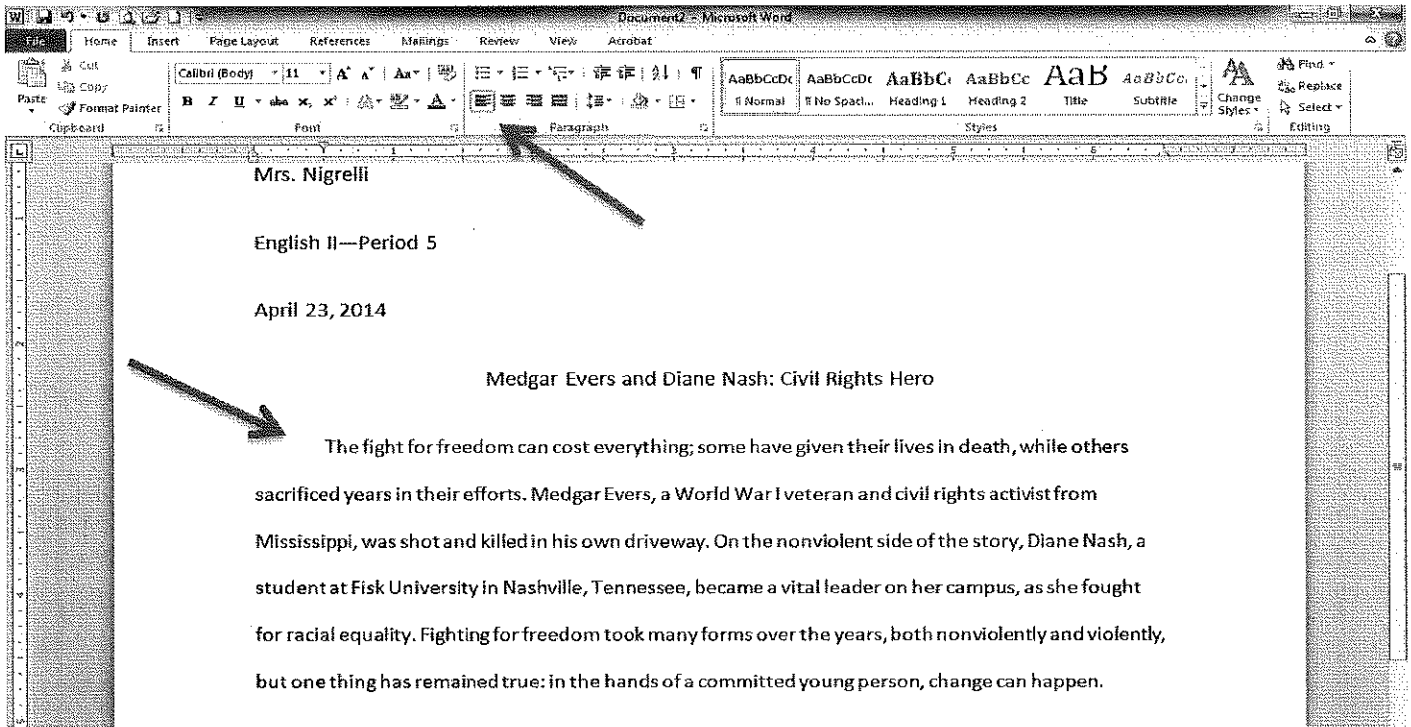 Document2 - Microsoft Word
File Home Insert Page Layout References Mailings Review View Acrobat
Paste Cut Copy Format Painter
Calibri (Body) 11
AaBbCcDc AaBbCcDc AaBbC AaBbCc AaB AaBbCc
¶ Normal ¶ No Spaci... Heading 1 Heading 2 Title Subtitle
Change Styles
Find Replace Select
Clipboard Font Paragraph Styles Editing
Mrs. Nigrelli
English II—Period 5
April 23, 2014
Medgar Evers and Diane Nash: Civil Rights Hero
The fight for freedom can cost everything; some have given their lives in death, while others
sacrificed years in their efforts. Medgar Evers, a World War I veteran and civil rights activist from
Mississippi, was shot and killed in his own driveway. On the nonviolent side of the story, Diane Nash, a
student at Fisk University in Nashville, Tennessee, became a vital leader on her campus, as she fought
for racial equality. Fighting for freedom took many forms over the years, both nonviolently and violently,
but one thing has remained true: in the hands of a committed young person, change can happen.